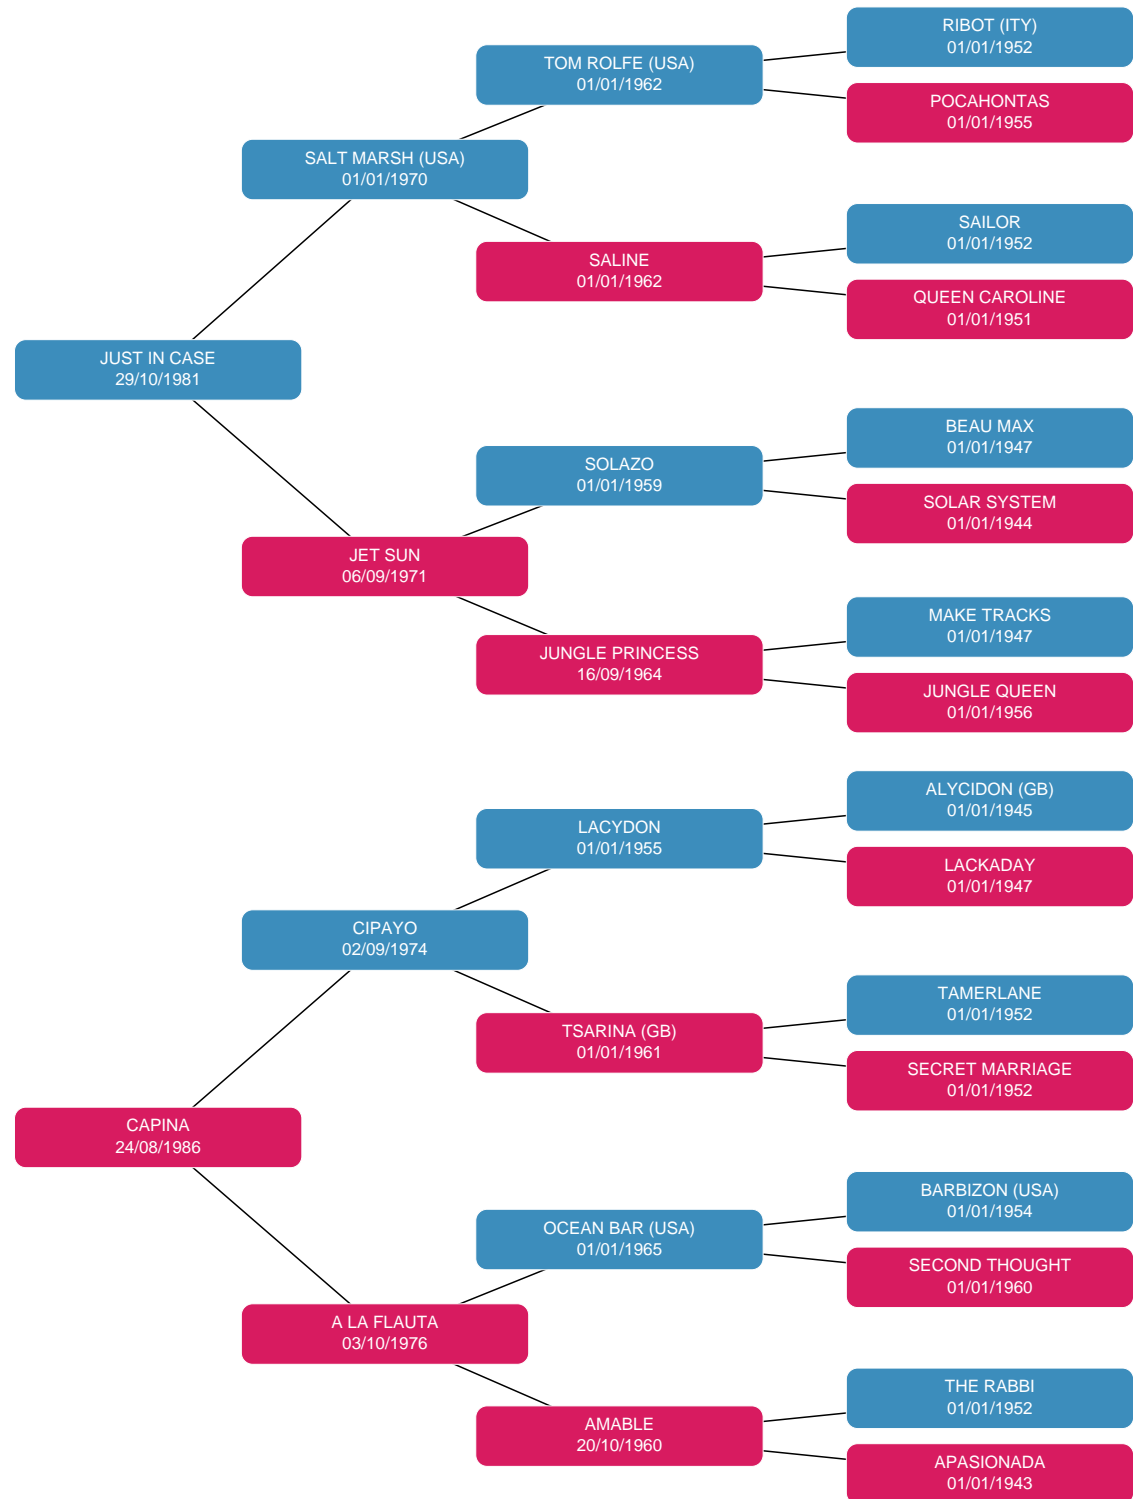 RIBOT (ITY)
01/01/1952
TOM ROLFE (USA)
01/01/1962
POCAHONTAS
01/01/1955
SALT MARSH (USA)
01/01/1970
SAILOR
01/01/1952
SALINE
01/01/1962
QUEEN CAROLINE
01/01/1951
JUST IN CASE
29/10/1981
BEAU MAX
01/01/1947
SOLAZO
01/01/1959
SOLAR SYSTEM
01/01/1944
JET SUN
06/09/1971
MAKE TRACKS
01/01/1947
JUNGLE PRINCESS
16/09/1964
JUNGLE QUEEN
01/01/1956
ALYCIDON (GB)
01/01/1945
LACYDON
01/01/1955
LACKADAY
01/01/1947
CIPAYO
02/09/1974
TAMERLANE
01/01/1952
TSARINA (GB)
01/01/1961
SECRET MARRIAGE
01/01/1952
CAPINA
24/08/1986
BARBIZON (USA)
01/01/1954
OCEAN BAR (USA)
01/01/1965
SECOND THOUGHT
01/01/1960
A LA FLAUTA
03/10/1976
THE RABBI
01/01/1952
AMABLE
20/10/1960
APASIONADA
01/01/1943